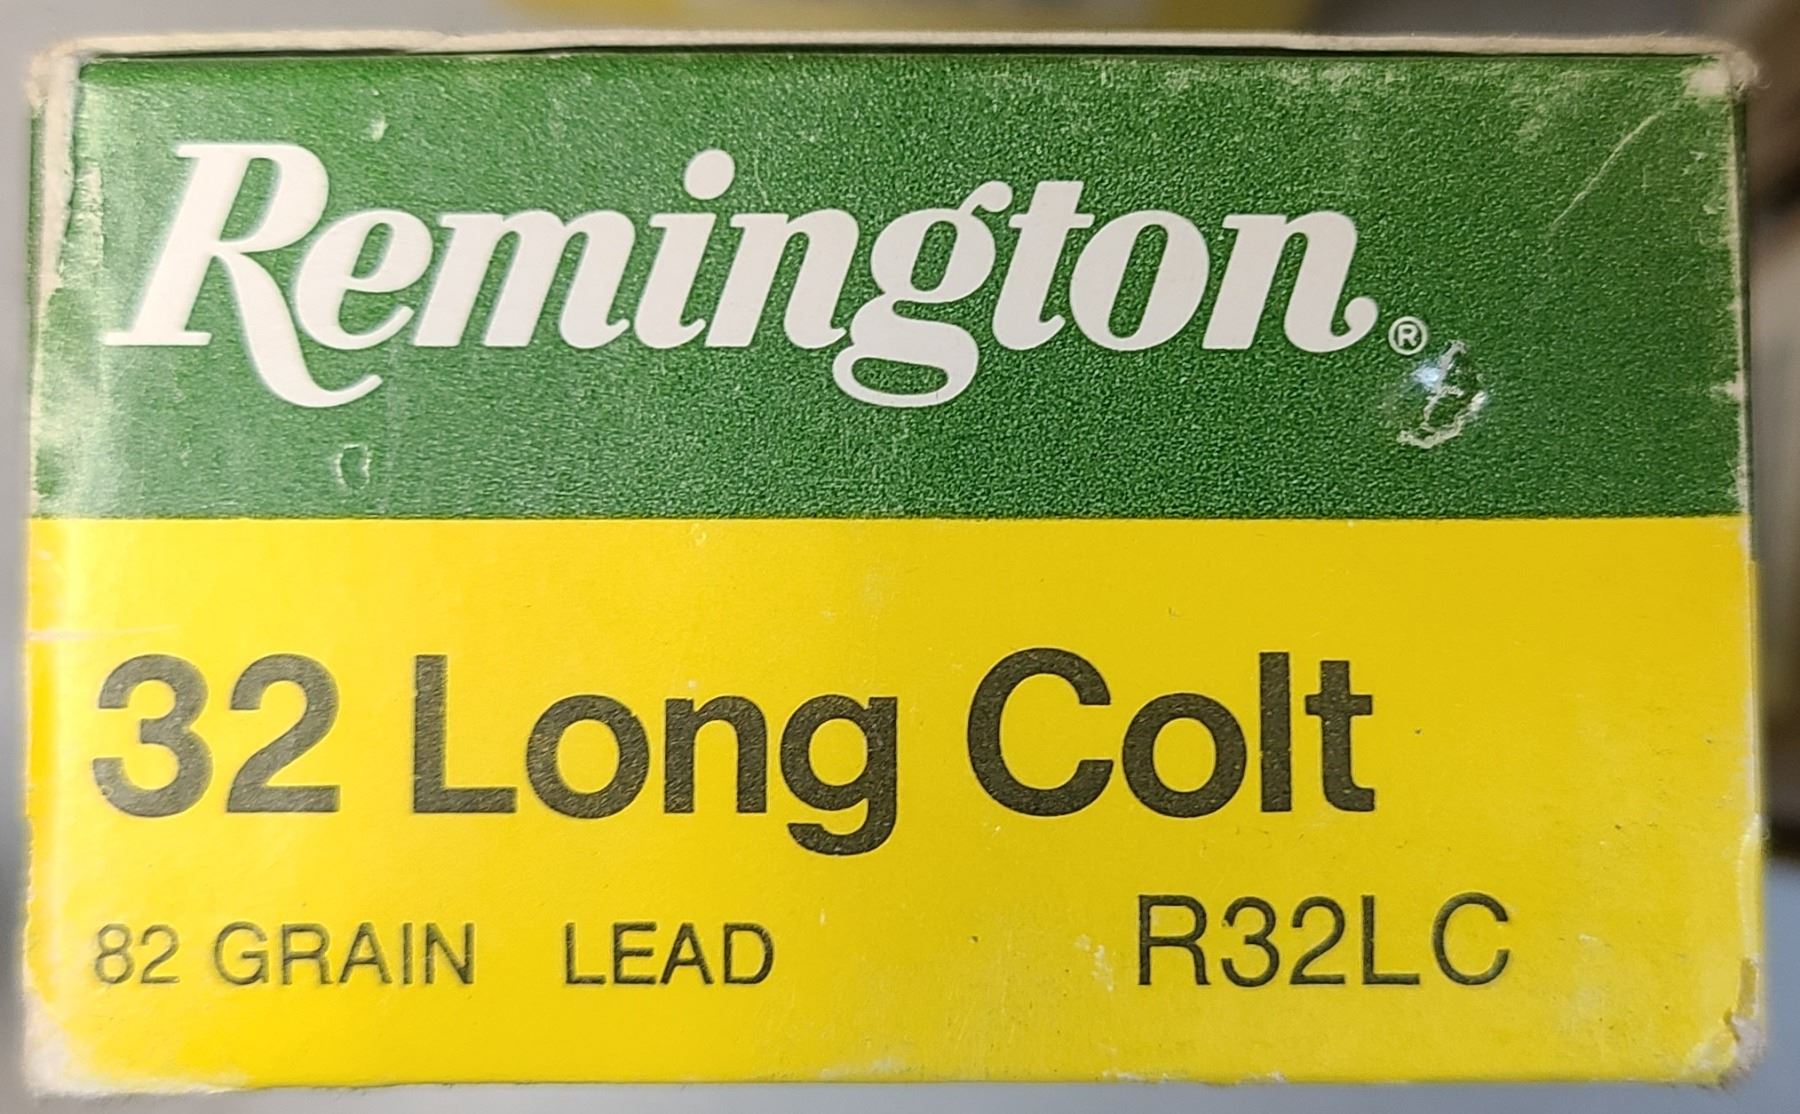 Remington®
32 Long Colt
82 GRAIN LEAD R32LC